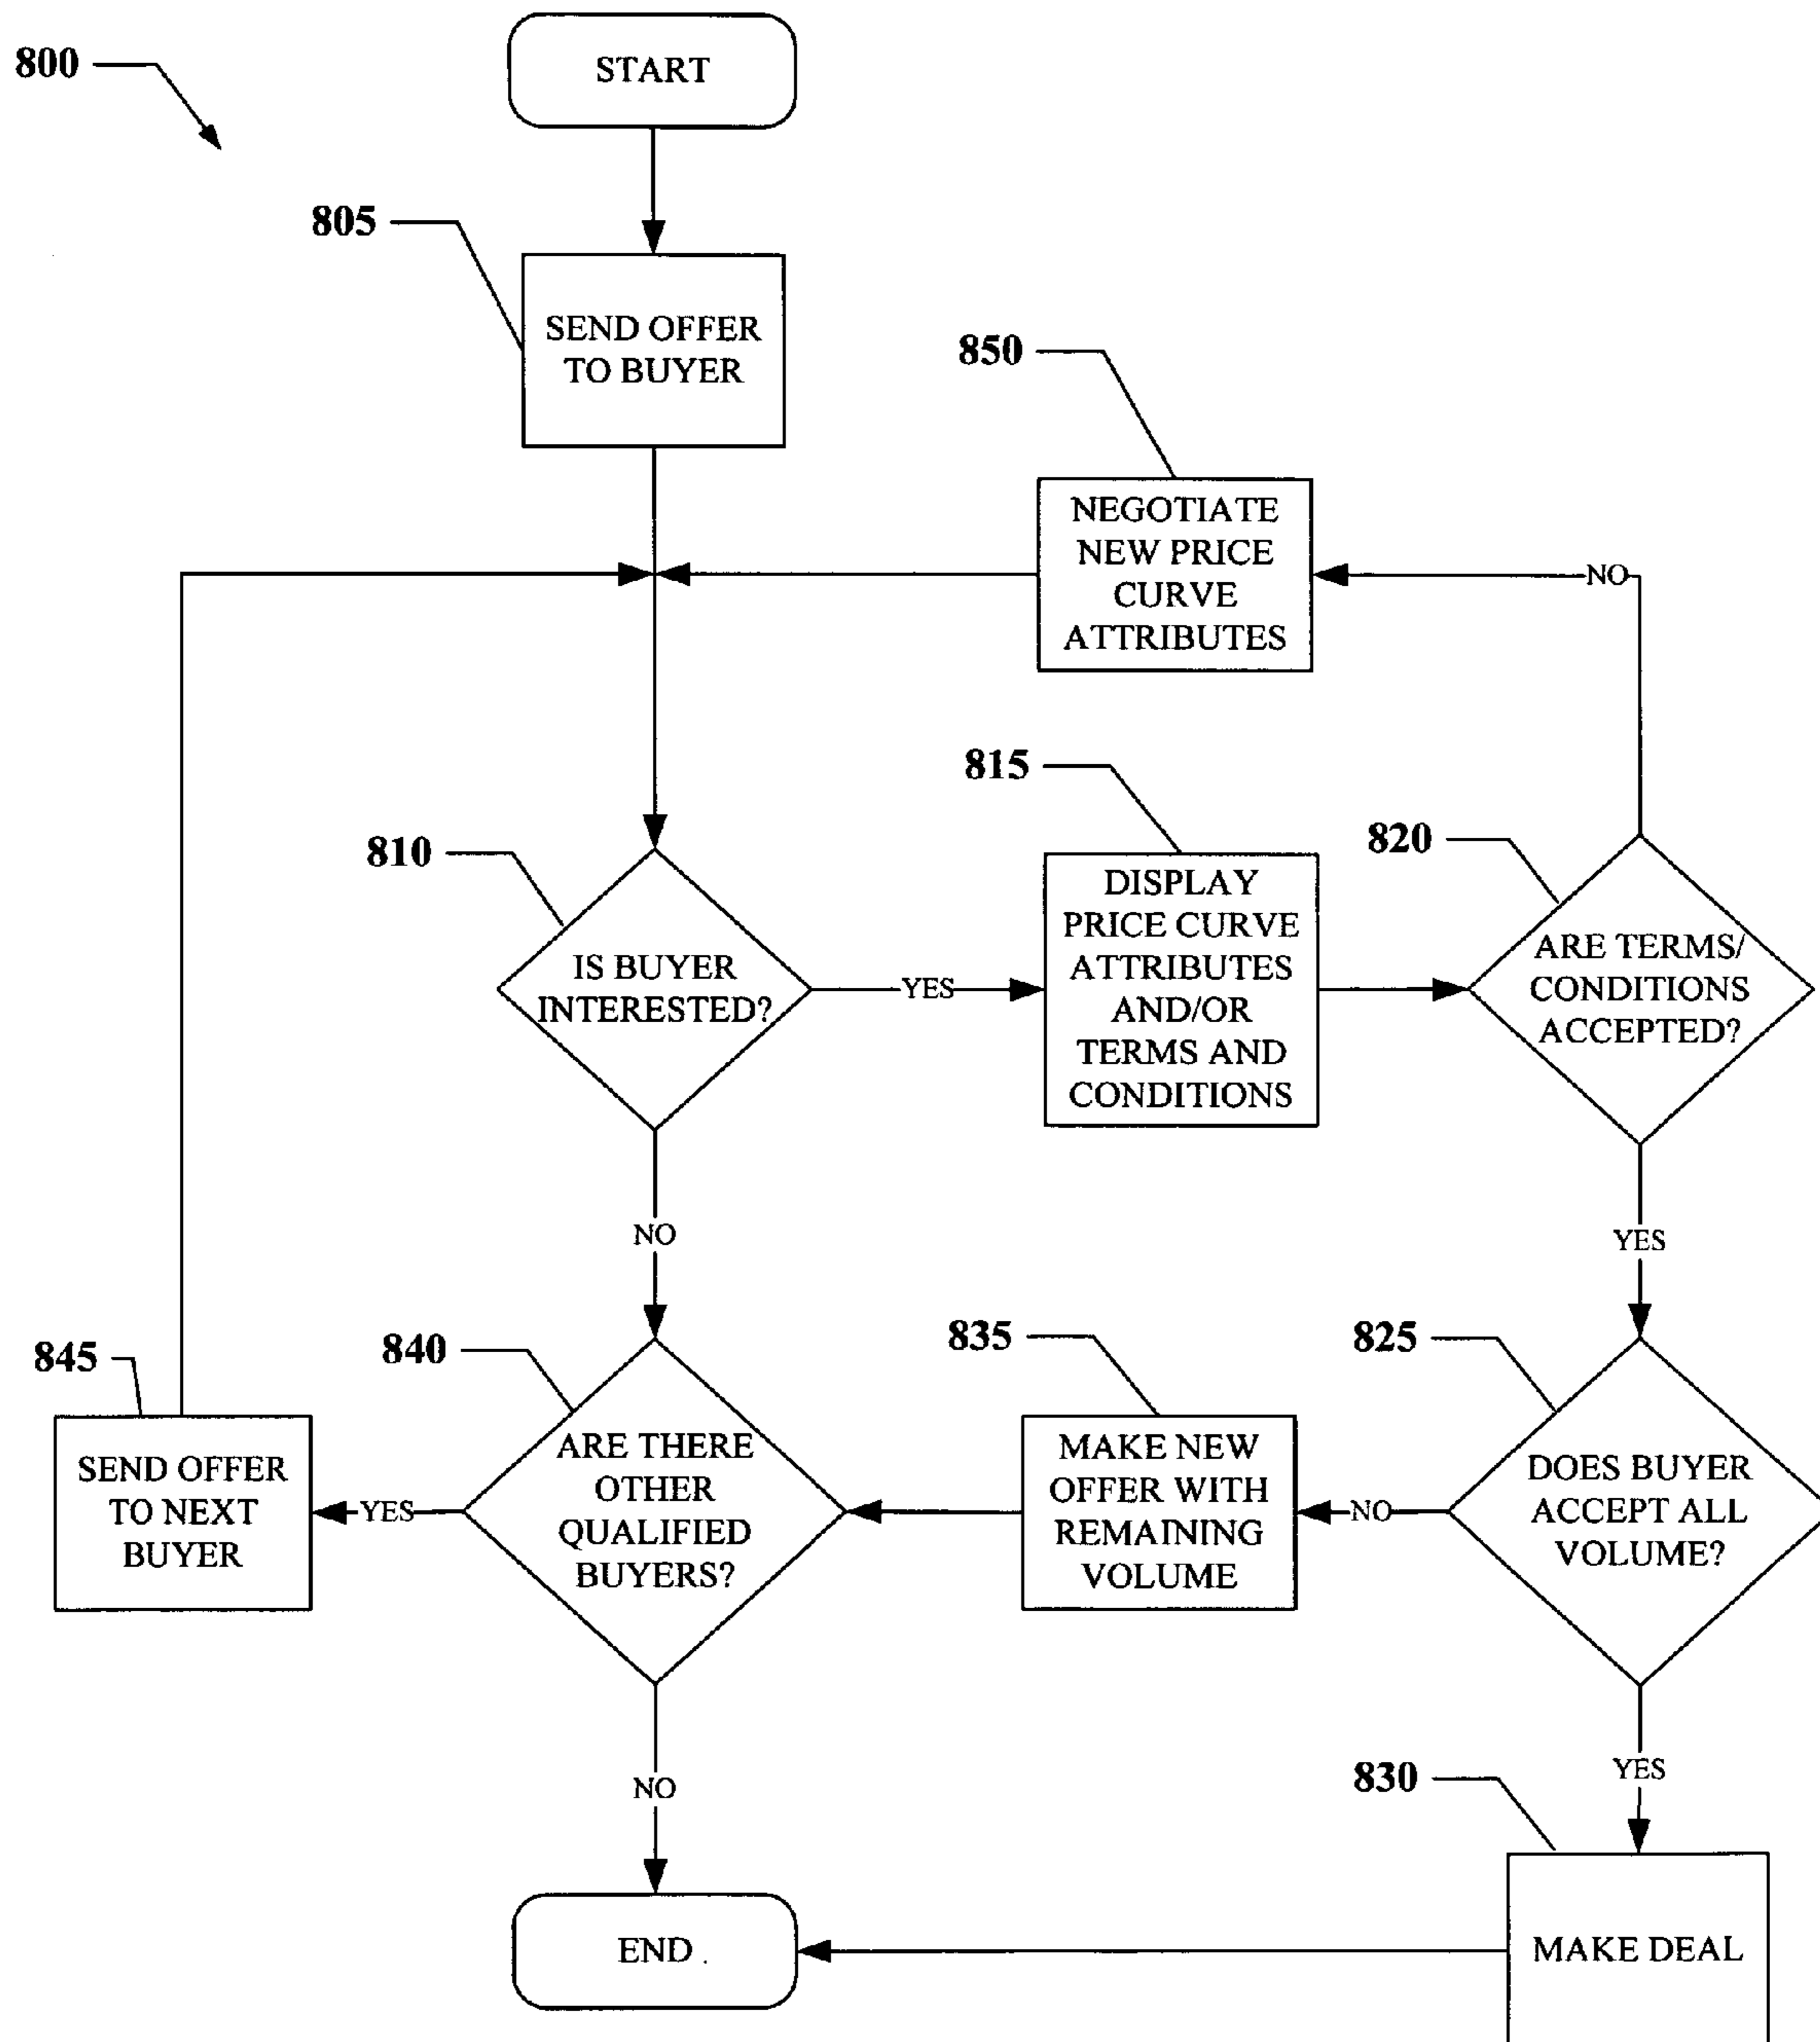 800
START
805
SEND OFFER
TO BUYER
850
NEGOTIATE
NEW PRICE
CURVE
ATTRIBUTES
NO
815
820
810
DISPLAY
PRICE CURVE
ATTRIBUTES
AND/OR
TERMS AND
CONDITIONS
IS BUYER
INTERESTED?
YES
ARE TERMS/
CONDITIONS
ACCEPTED?
NO
YES
845
840
835
825
SEND OFFER
TO NEXT
BUYER
YES
ARE THERE
OTHER
QUALIFIED
BUYERS?
MAKE NEW
OFFER WITH
REMAINING
VOLUME
NO
DOES BUYER
ACCEPT ALL
VOLUME?
NO
YES
830
END
MAKE DEAL